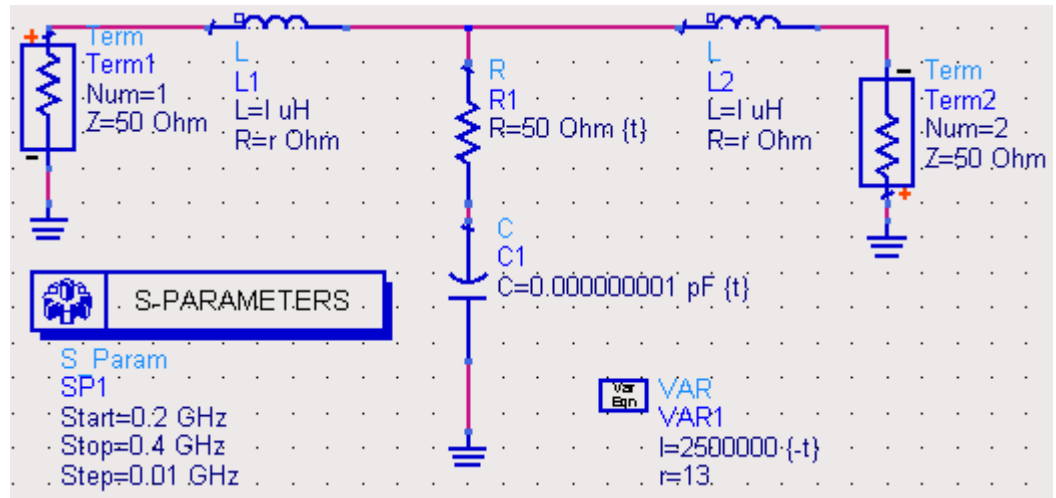 Term
Term1
Num=1
Z=50 Ohm
L
L1
L=l uH
R=r Ohm
R
R1
R=50 Ohm {t}
L
L2
L=l uH
R=r Ohm
Term
Term2
Num=2
Z=50 Ohm
C
C1
C=0.000000001 pF {t}
S-PARAMETERS
S_Param
SP1
Start=0.2 GHz
Stop=0.4 GHz
Step=0.01 GHz
Var
Eqn
VAR
VAR1
l=2500000 {-t}
r=13